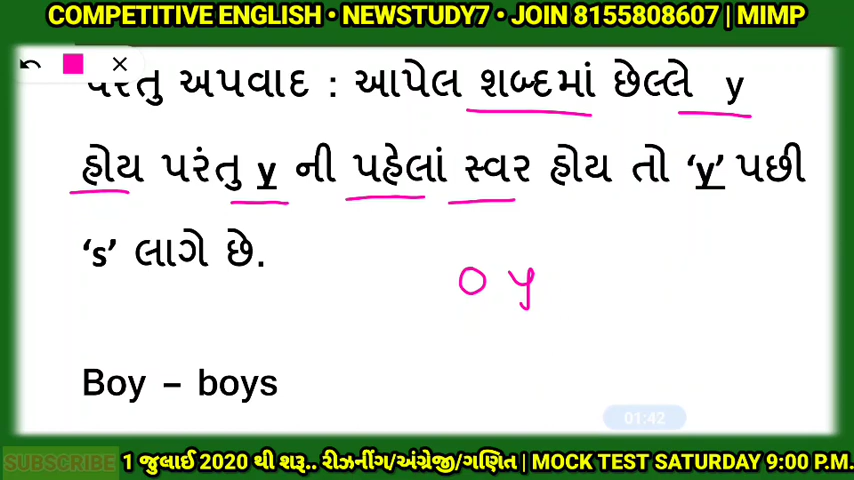 COMPETITIVE ENGLISH • NEWSTUDY7 • JOIN 8155808607 | MIMP
પરંતુ અપવાદ : આપેલ શબ્દમાં છેલ્લે y
હોય પરંતુ y ની પહેલાં સ્વર હોય તો ‘y’ પછી
‘s’ લાગે છે.
o y
Boy – boys
01:42
SUBSCRIBE 1 જુલાઈ 2020 થી શરૂ.. રીઝનીંગ/અંગ્રેજી/ગણિત | MOCK TEST SATURDAY 9:00 P.M.